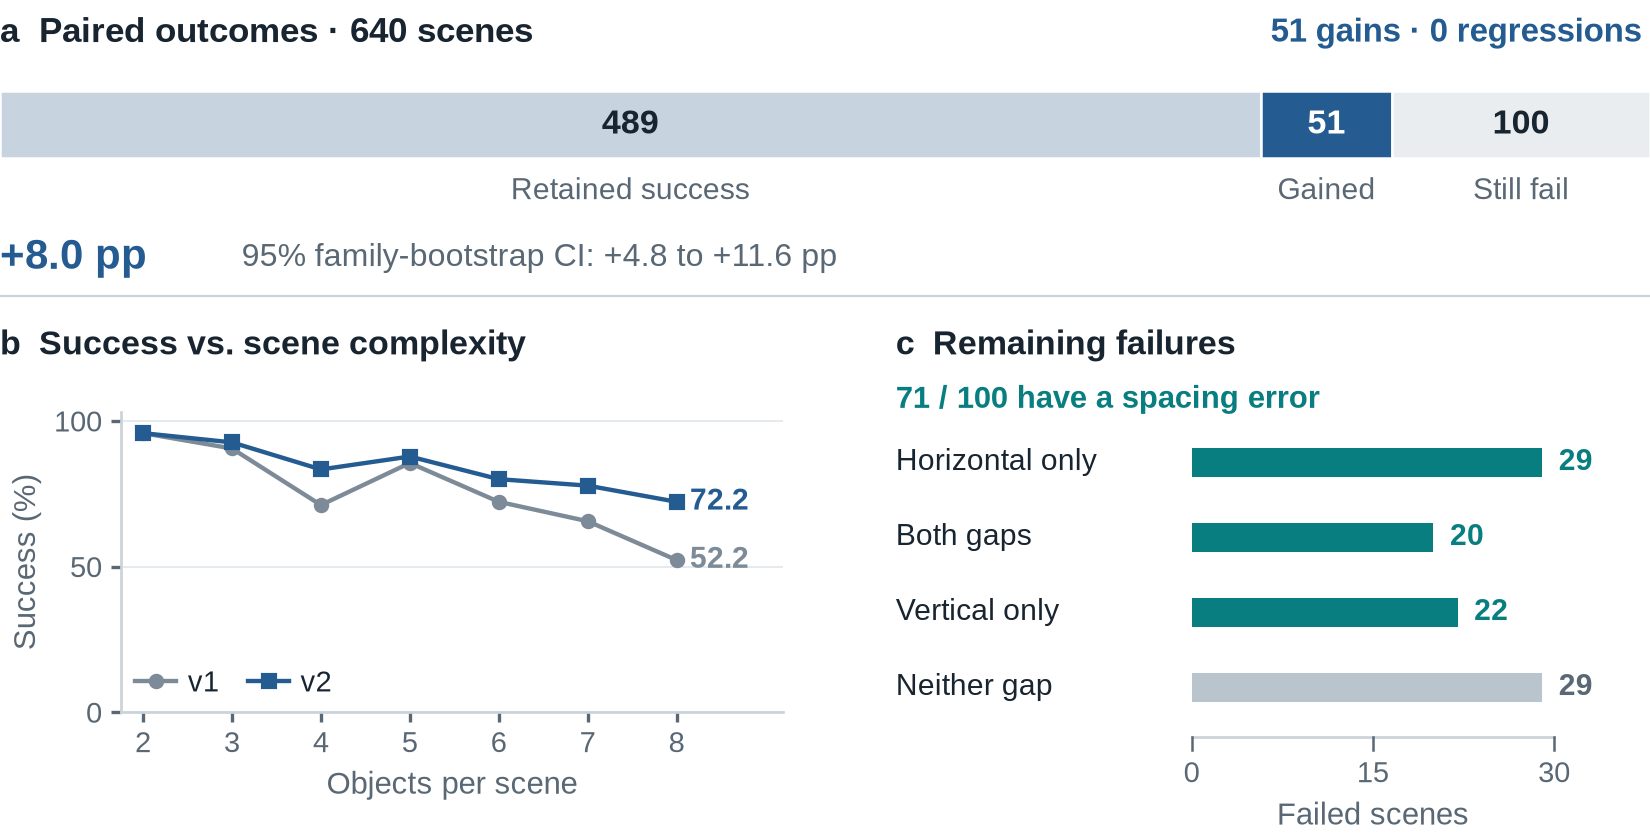 a Paired outcomes · 640 scenes
51 gains · 0 regressions
489
51
100
Retained success
Gained
Still fail
+8.0 pp
95% family-bootstrap CI: +4.8 to +11.6 pp
b Success vs. scene complexity
100
50
0
Success (%)
72.2
52.2
v1
v2
2
3
4
5
6
7
8
Objects per scene
c Remaining failures
71 / 100 have a spacing error
Horizontal only
29
Both gaps
20
Vertical only
22
Neither gap
29
0
15
30
Failed scenes